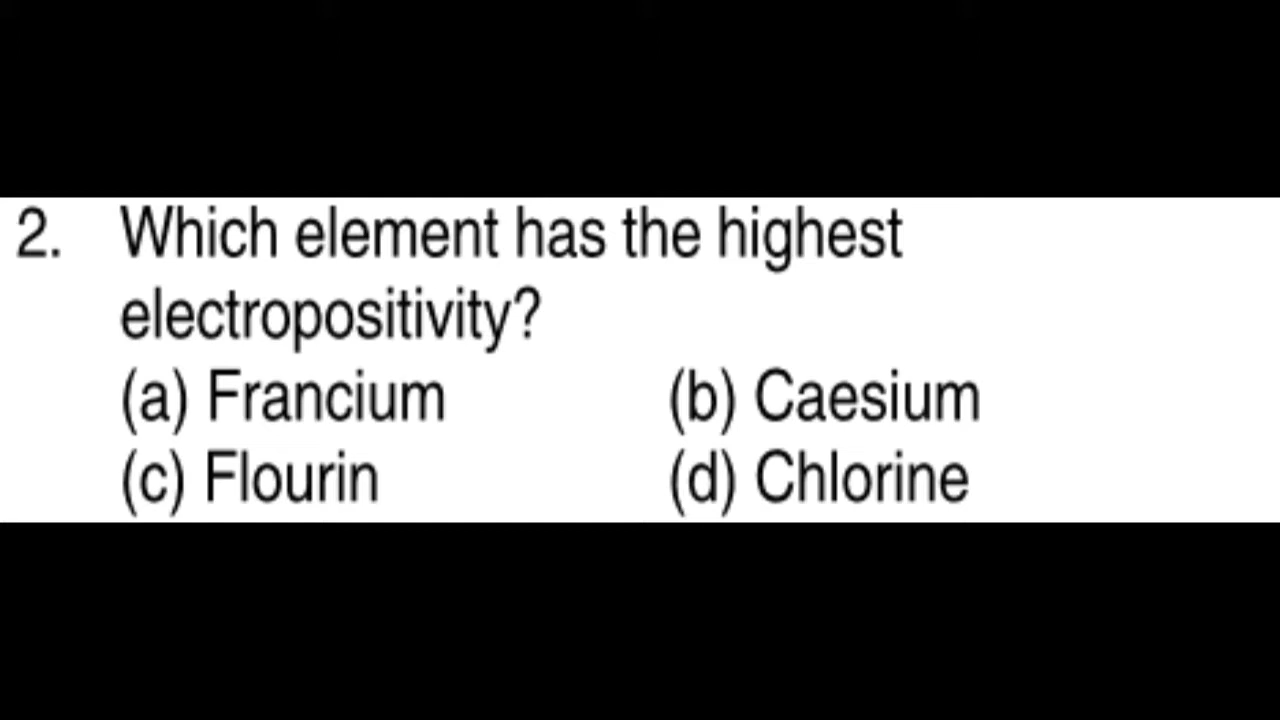 2. Which element has the highest
electropositivity?
(a) Francium (b) Caesium
(c) Flourin (d) Chlorine